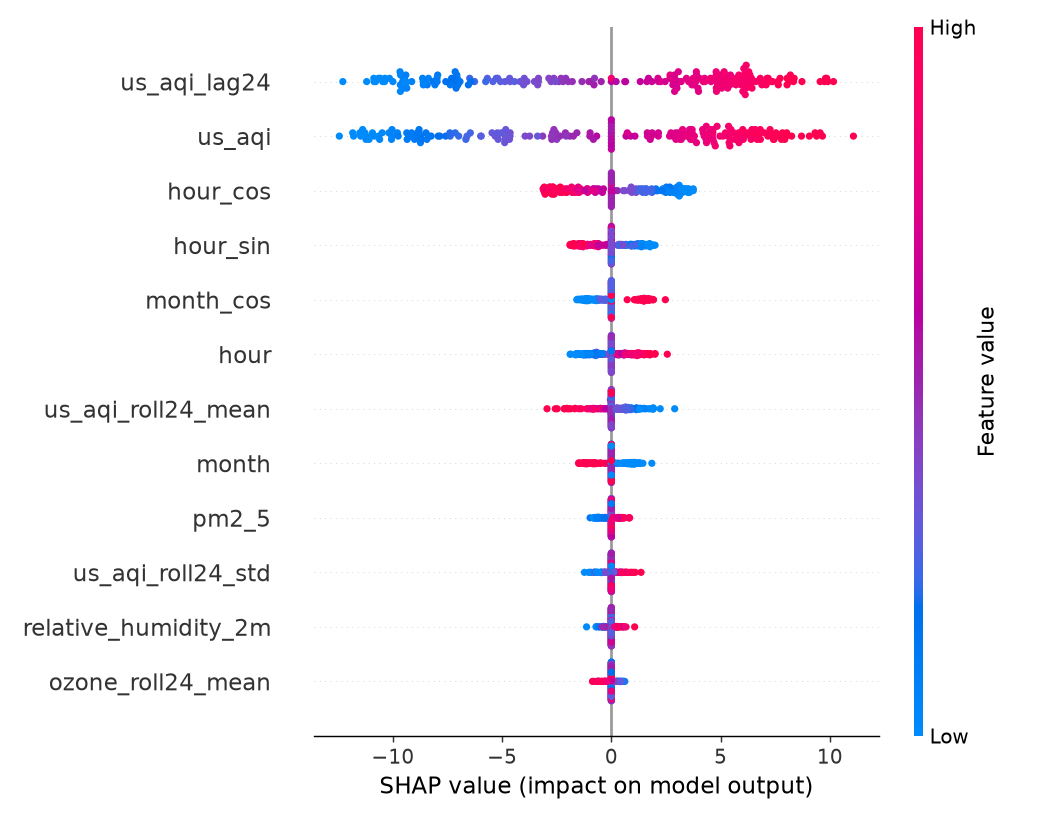 High
us_aqi_lag24
us_aqi
hour_cos
hour_sin
month_cos
hour
us_aqi_roll24_mean
month
pm2_5
us_aqi_roll24_std
relative_humidity_2m
ozone_roll24_mean
Feature value
Low
−10 −5 0 5 10
SHAP value (impact on model output)